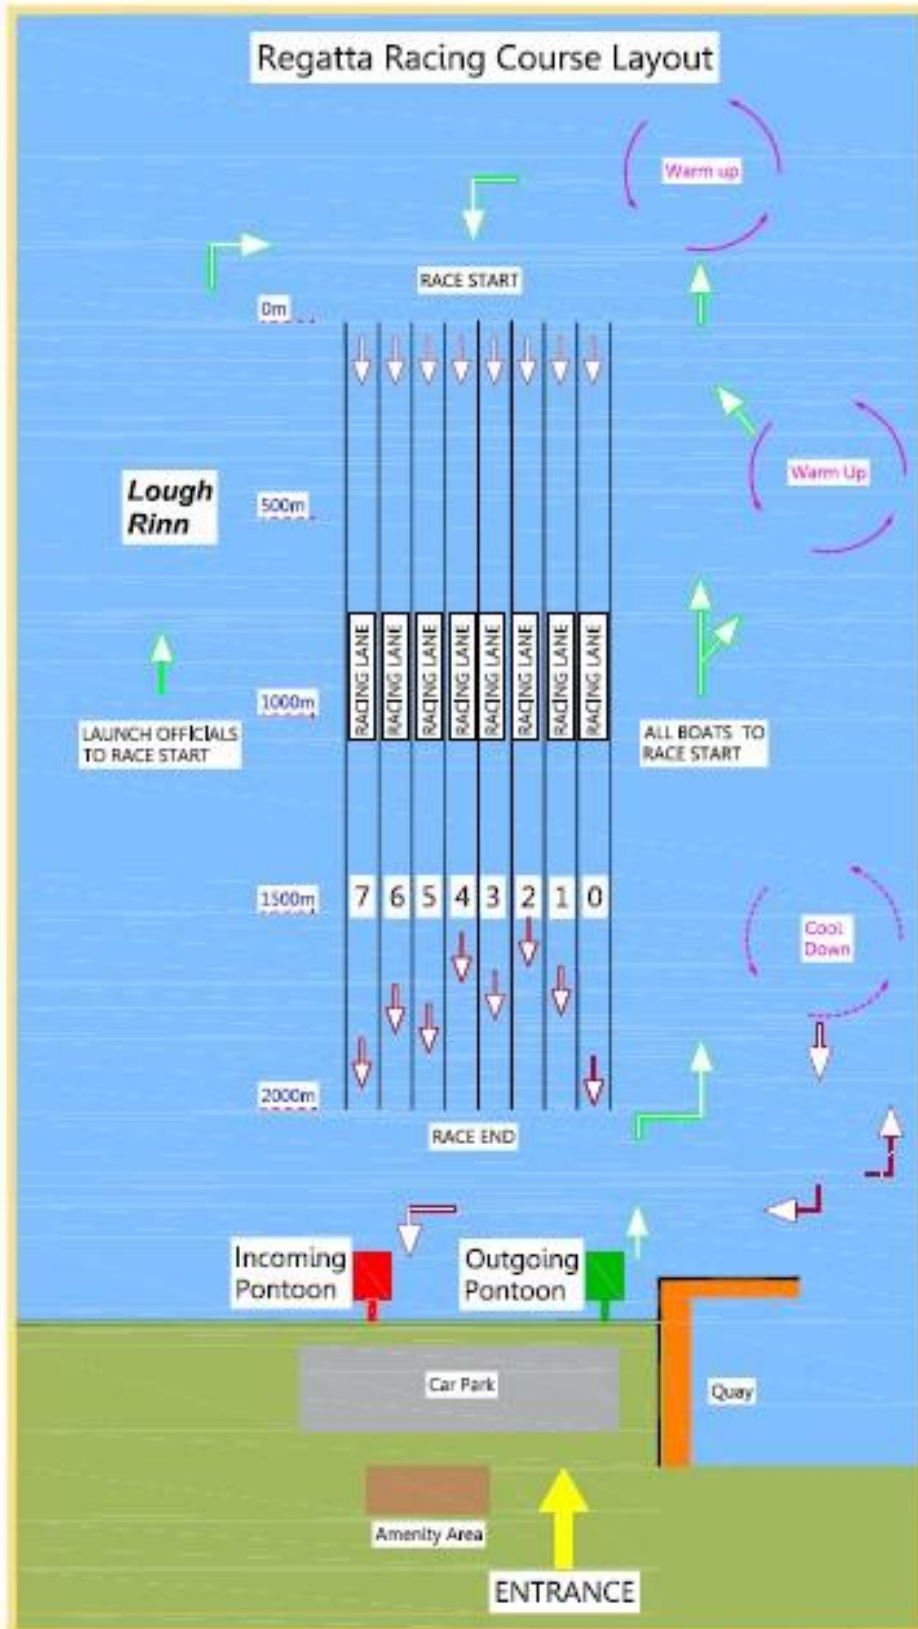 Regatta Racing Course Layout
Warm up
RACE START
0m
Warm Up
Lough
Rinn
500m
RACING LANE
RACING LANE
RACING LANE
RACING LANE
RACING LANE
RACING LANE
RACING LANE
RACING LANE
1000m
LAUNCH OFFICIALS
TO RACE START
ALL BOATS TO
RACE START
1500m
7 6 5 4 3 2 1 0
Cool
Down
2000m
RACE END
Incoming
Pontoon
Outgoing
Pontoon
Car Park
Quay
Amenity Area
ENTRANCE